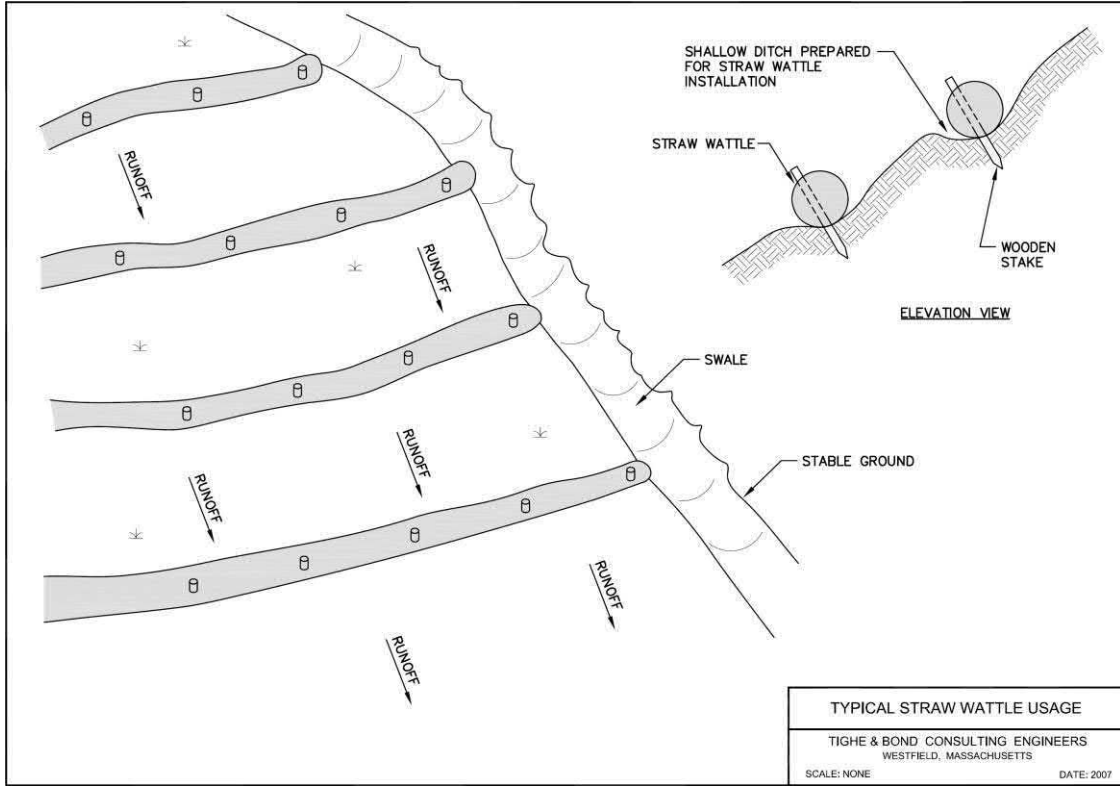 SHALLOW DITCH PREPARED
FOR STRAW WATTLE
INSTALLATION
STRAW WATTLE
WOODEN
STAKE
ELEVATION VIEW
RUNOFF
RUNOFF
SWALE
RUNOFF
STABLE GROUND
RUNOFF
RUNOFF
RUNOFF
TYPICAL STRAW WATTLE USAGE
TIGHE & BOND CONSULTING ENGINEERS
WESTFIELD, MASSACHUSETTS
SCALE: NONE DATE: 2007